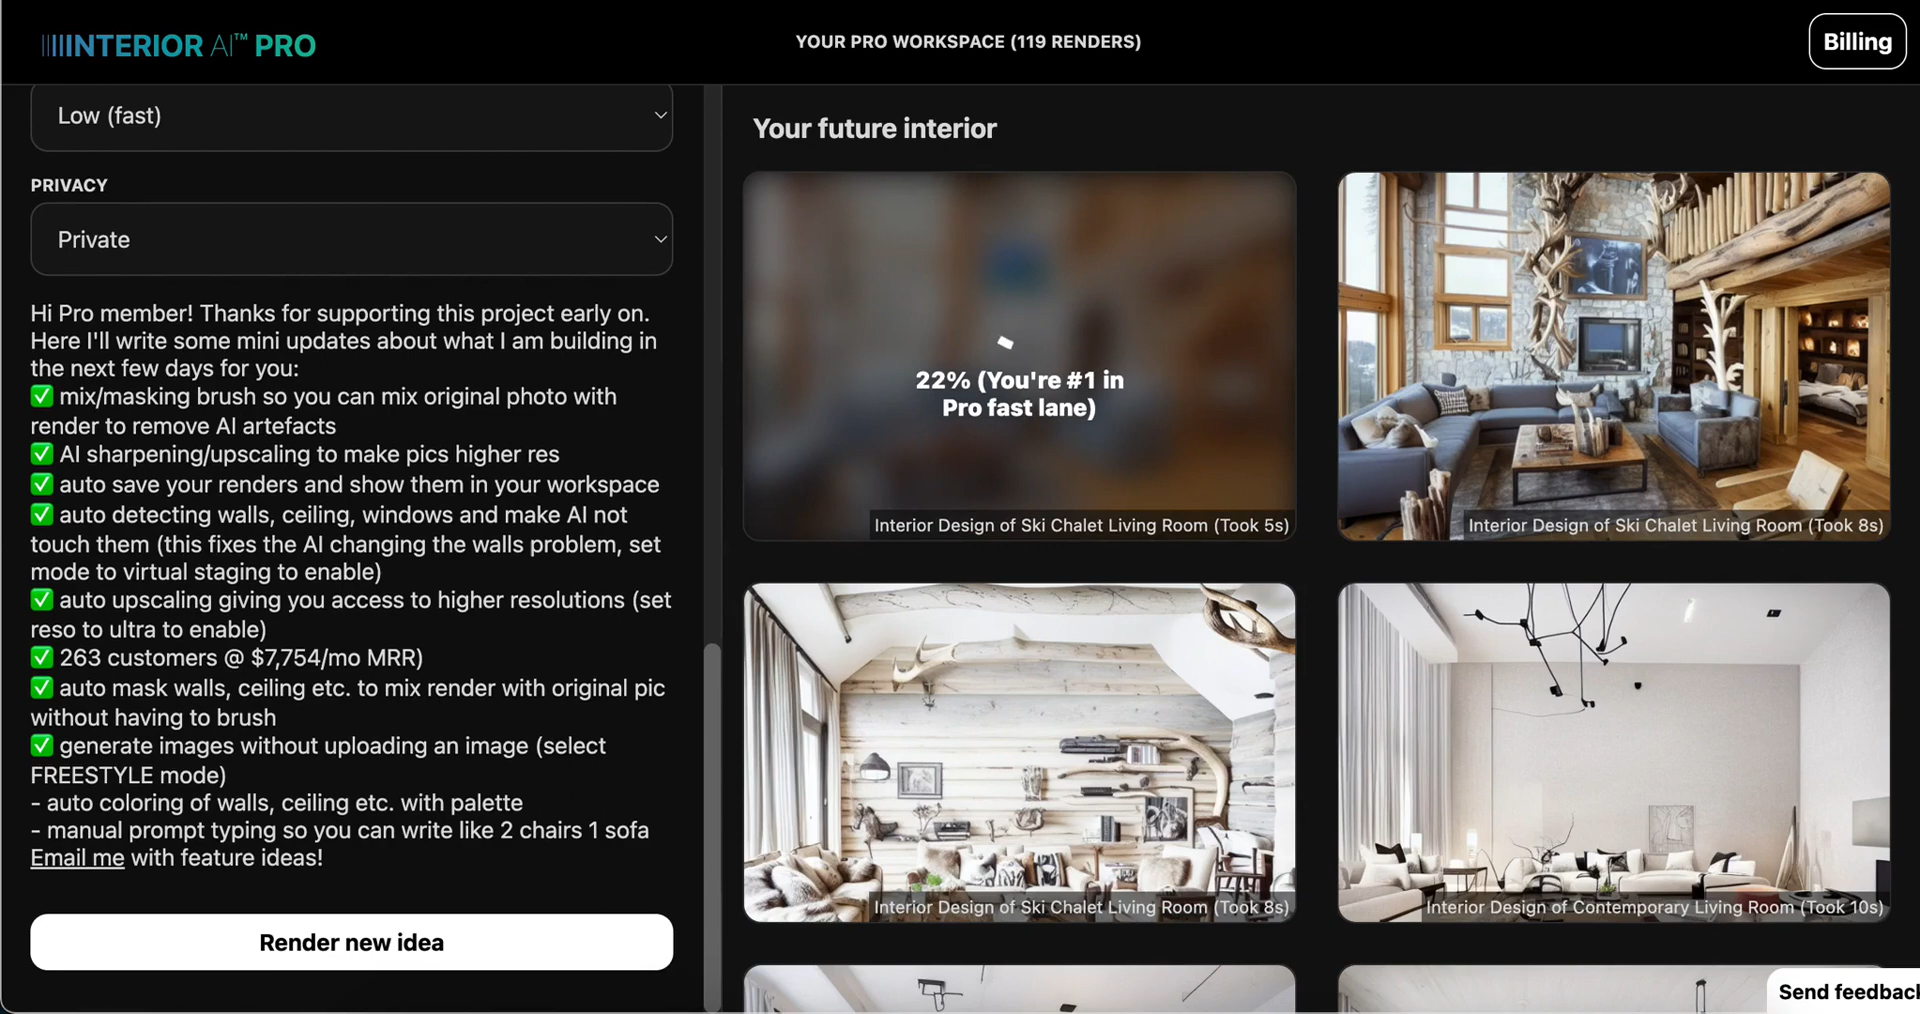 INTERIOR AI™ PRO
YOUR PRO WORKSPACE (119 RENDERS)
Billing
Low (fast)
PRIVACY
Private
Hi Pro member! Thanks for supporting this project early on.
Here I'll write some mini updates about what I am building in
the next few days for you:
✅ mix/masking brush so you can mix original photo with
render to remove AI artefacts
✅ AI sharpening/upscaling to make pics higher res
✅ auto save your renders and show them in your workspace
✅ auto detecting walls, ceiling, windows and make AI not
touch them (this fixes the AI changing the walls problem, set
mode to virtual staging to enable)
✅ auto upscaling giving you access to higher resolutions (set
reso to ultra to enable)
✅ 263 customers @ $7,754/mo MRR)
✅ auto mask walls, ceiling etc. to mix render with original pic
without having to brush
✅ generate images without uploading an image (select
FREESTYLE mode)
- auto coloring of walls, ceiling etc. with palette
- manual prompt typing so you can write like 2 chairs 1 sofa
Email me with feature ideas!
Render new idea
Your future interior
22% (You're #1 in
Pro fast lane)
Interior Design of Ski Chalet Living Room (Took 5s)
Interior Design of Ski Chalet Living Room (Took 8s)
Interior Design of Ski Chalet Living Room (Took 8s)
Interior Design of Contemporary Living Room (Took 10s)
Send feedback